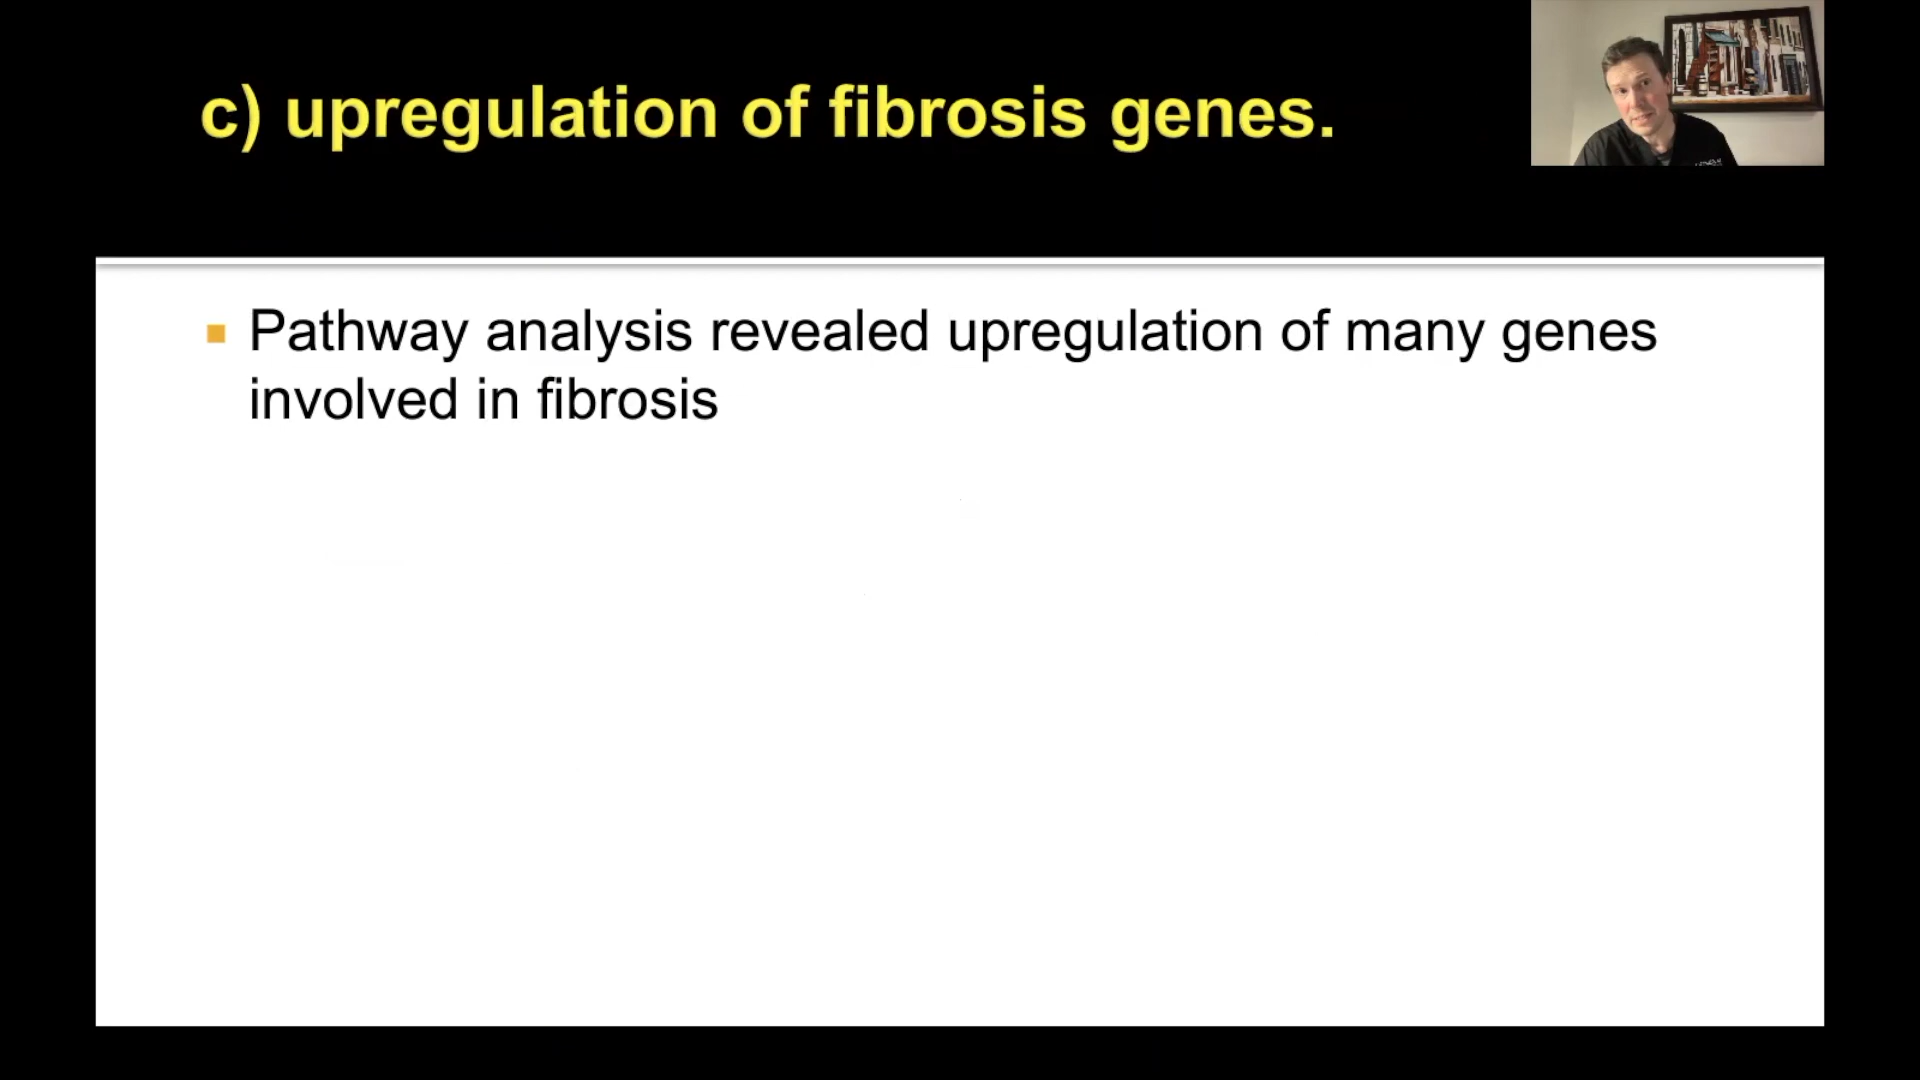 c) upregulation of fibrosis genes.
Pathway analysis revealed upregulation of many genes
involved in fibrosis